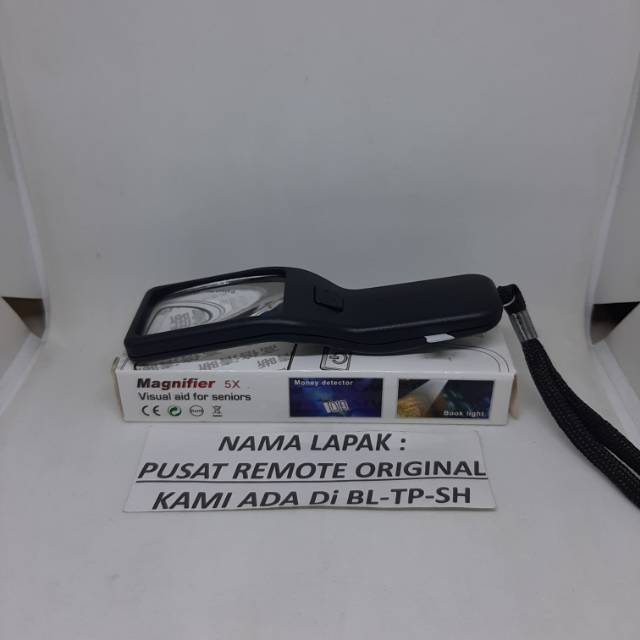 Magnifier 5X
Visual aid for seniors
CE
Money detector
Book light
NAMA LAPAK :
PUSAT REMOTE ORIGINAL
KAMI ADA Di BL-TP-SH